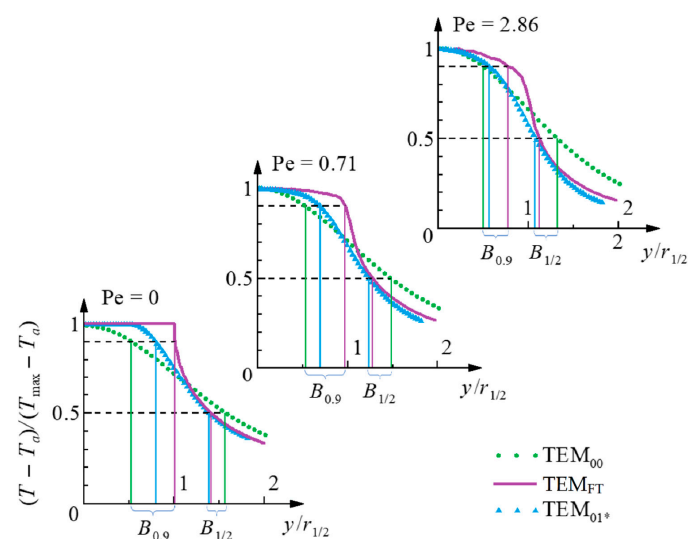 Pe = 2.86
1
0.5
0
1
2
2
B0.9
B1/2
y/r1/2
Pe = 0.71
1
0.5
0
1
2
B0.9
B1/2
y/r1/2
Pe = 0
1
0.5
0
1
2
2
B0.9
B1/2
y/r1/2
(T − Ta)/(Tmax − Ta)
TEM00
TEMFT
TEM01*